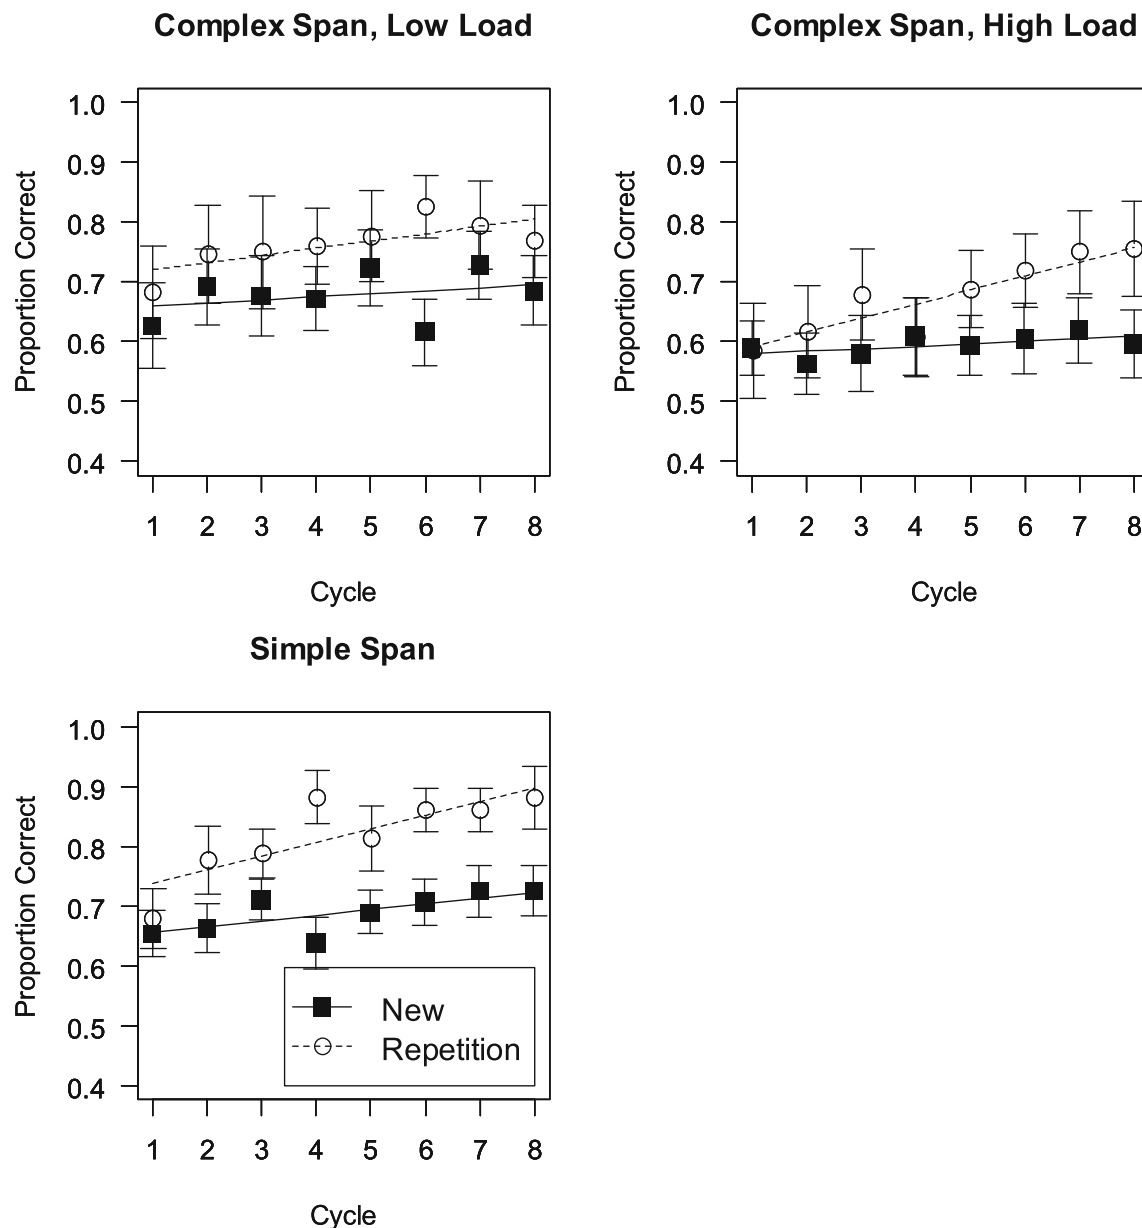 Complex Span, Low Load
Complex Span, High Load
Proportion Correct
1.0
0.9
0.8
0.7
0.6
0.5
0.4
1 2 3 4 5 6 7 8
Cycle
Proportion Correct
1.0
0.9
0.8
0.7
0.6
0.5
0.4
1 2 3 4 5 6 7 8
Cycle
Simple Span
Proportion Correct
1.0
0.9
0.8
0.7
0.6
0.5
0.4
New
Repetition
1 2 3 4 5 6 7 8
Cycle